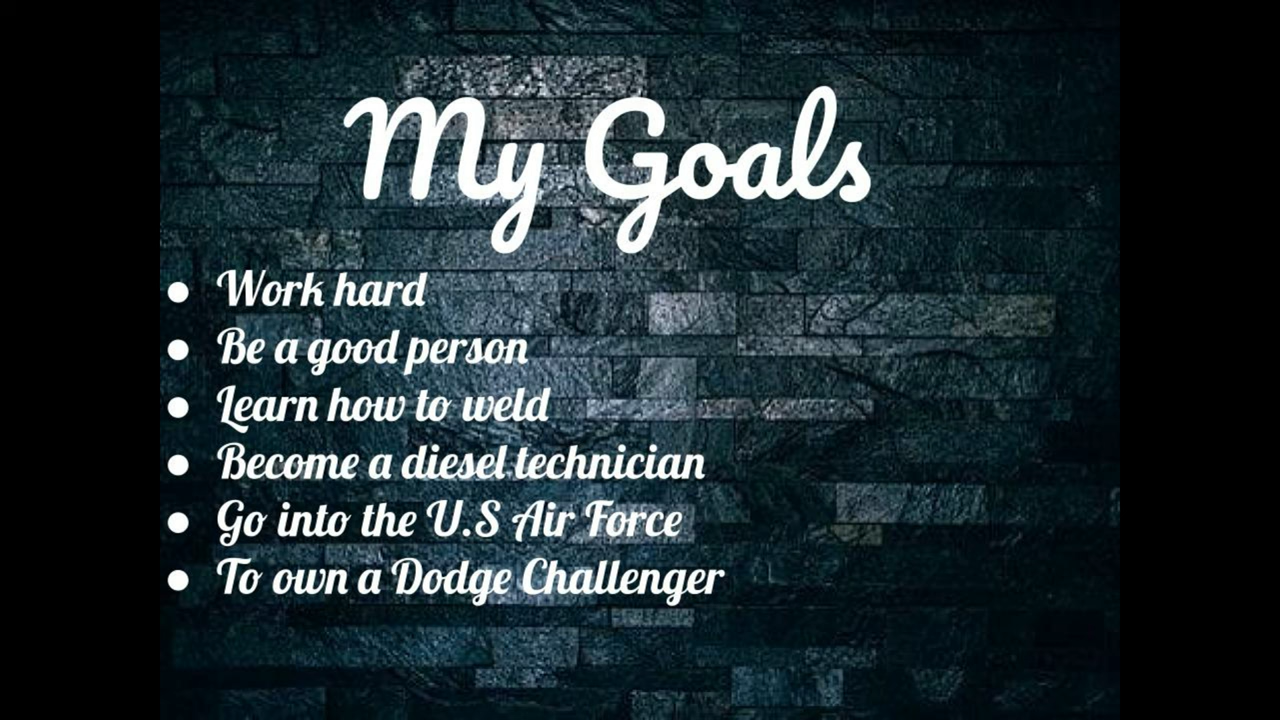 My Goals
● Work hard
● Be a good person
● Learn how to weld
● Become a diesel technician
● Go into the U.S Air Force
● To own a Dodge Challenger